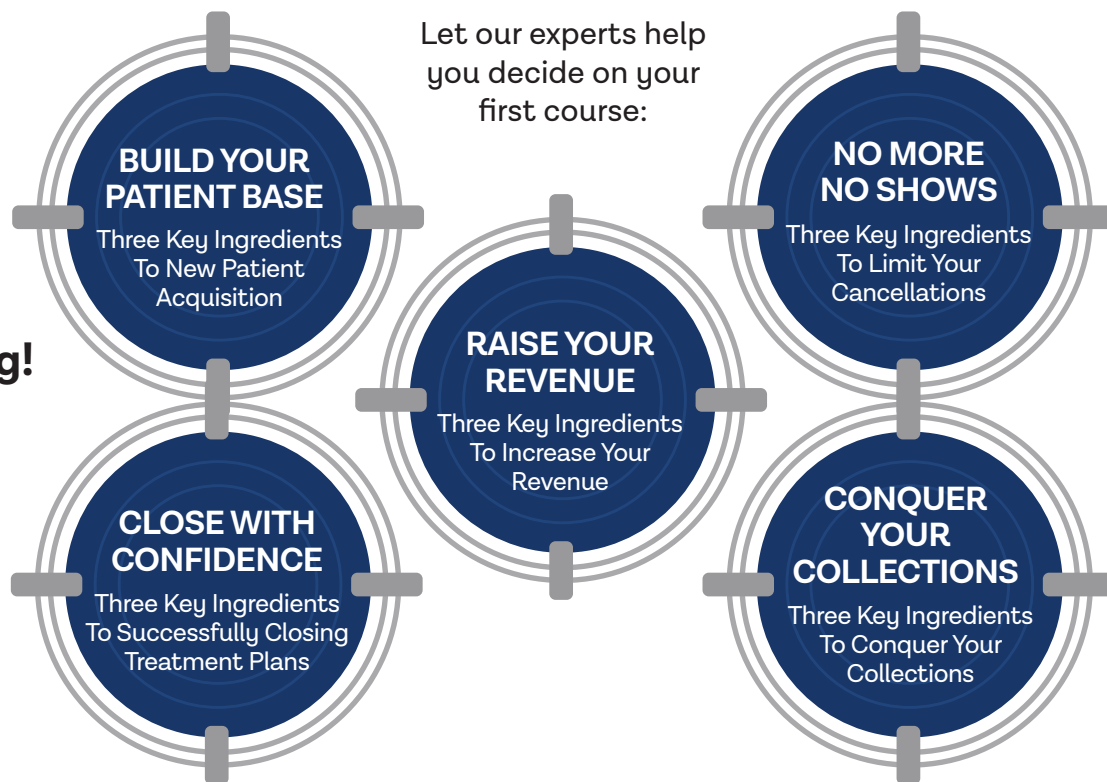 Let our experts help
you decide on your
first course:
BUILD YOUR
PATIENT BASE
Three Key Ingredients
To New Patient
Acquisition
NO MORE
NO SHOWS
Three Key Ingredients
To Limit Your
Cancellations
g!
RAISE YOUR
REVENUE
Three Key Ingredients
To Increase Your
Revenue
CLOSE WITH
CONFIDENCE
Three Key Ingredients
To Successfully Closing
Treatment Plans
CONQUER
YOUR
COLLECTIONS
Three Key Ingredients
To Conquer Your
Collections